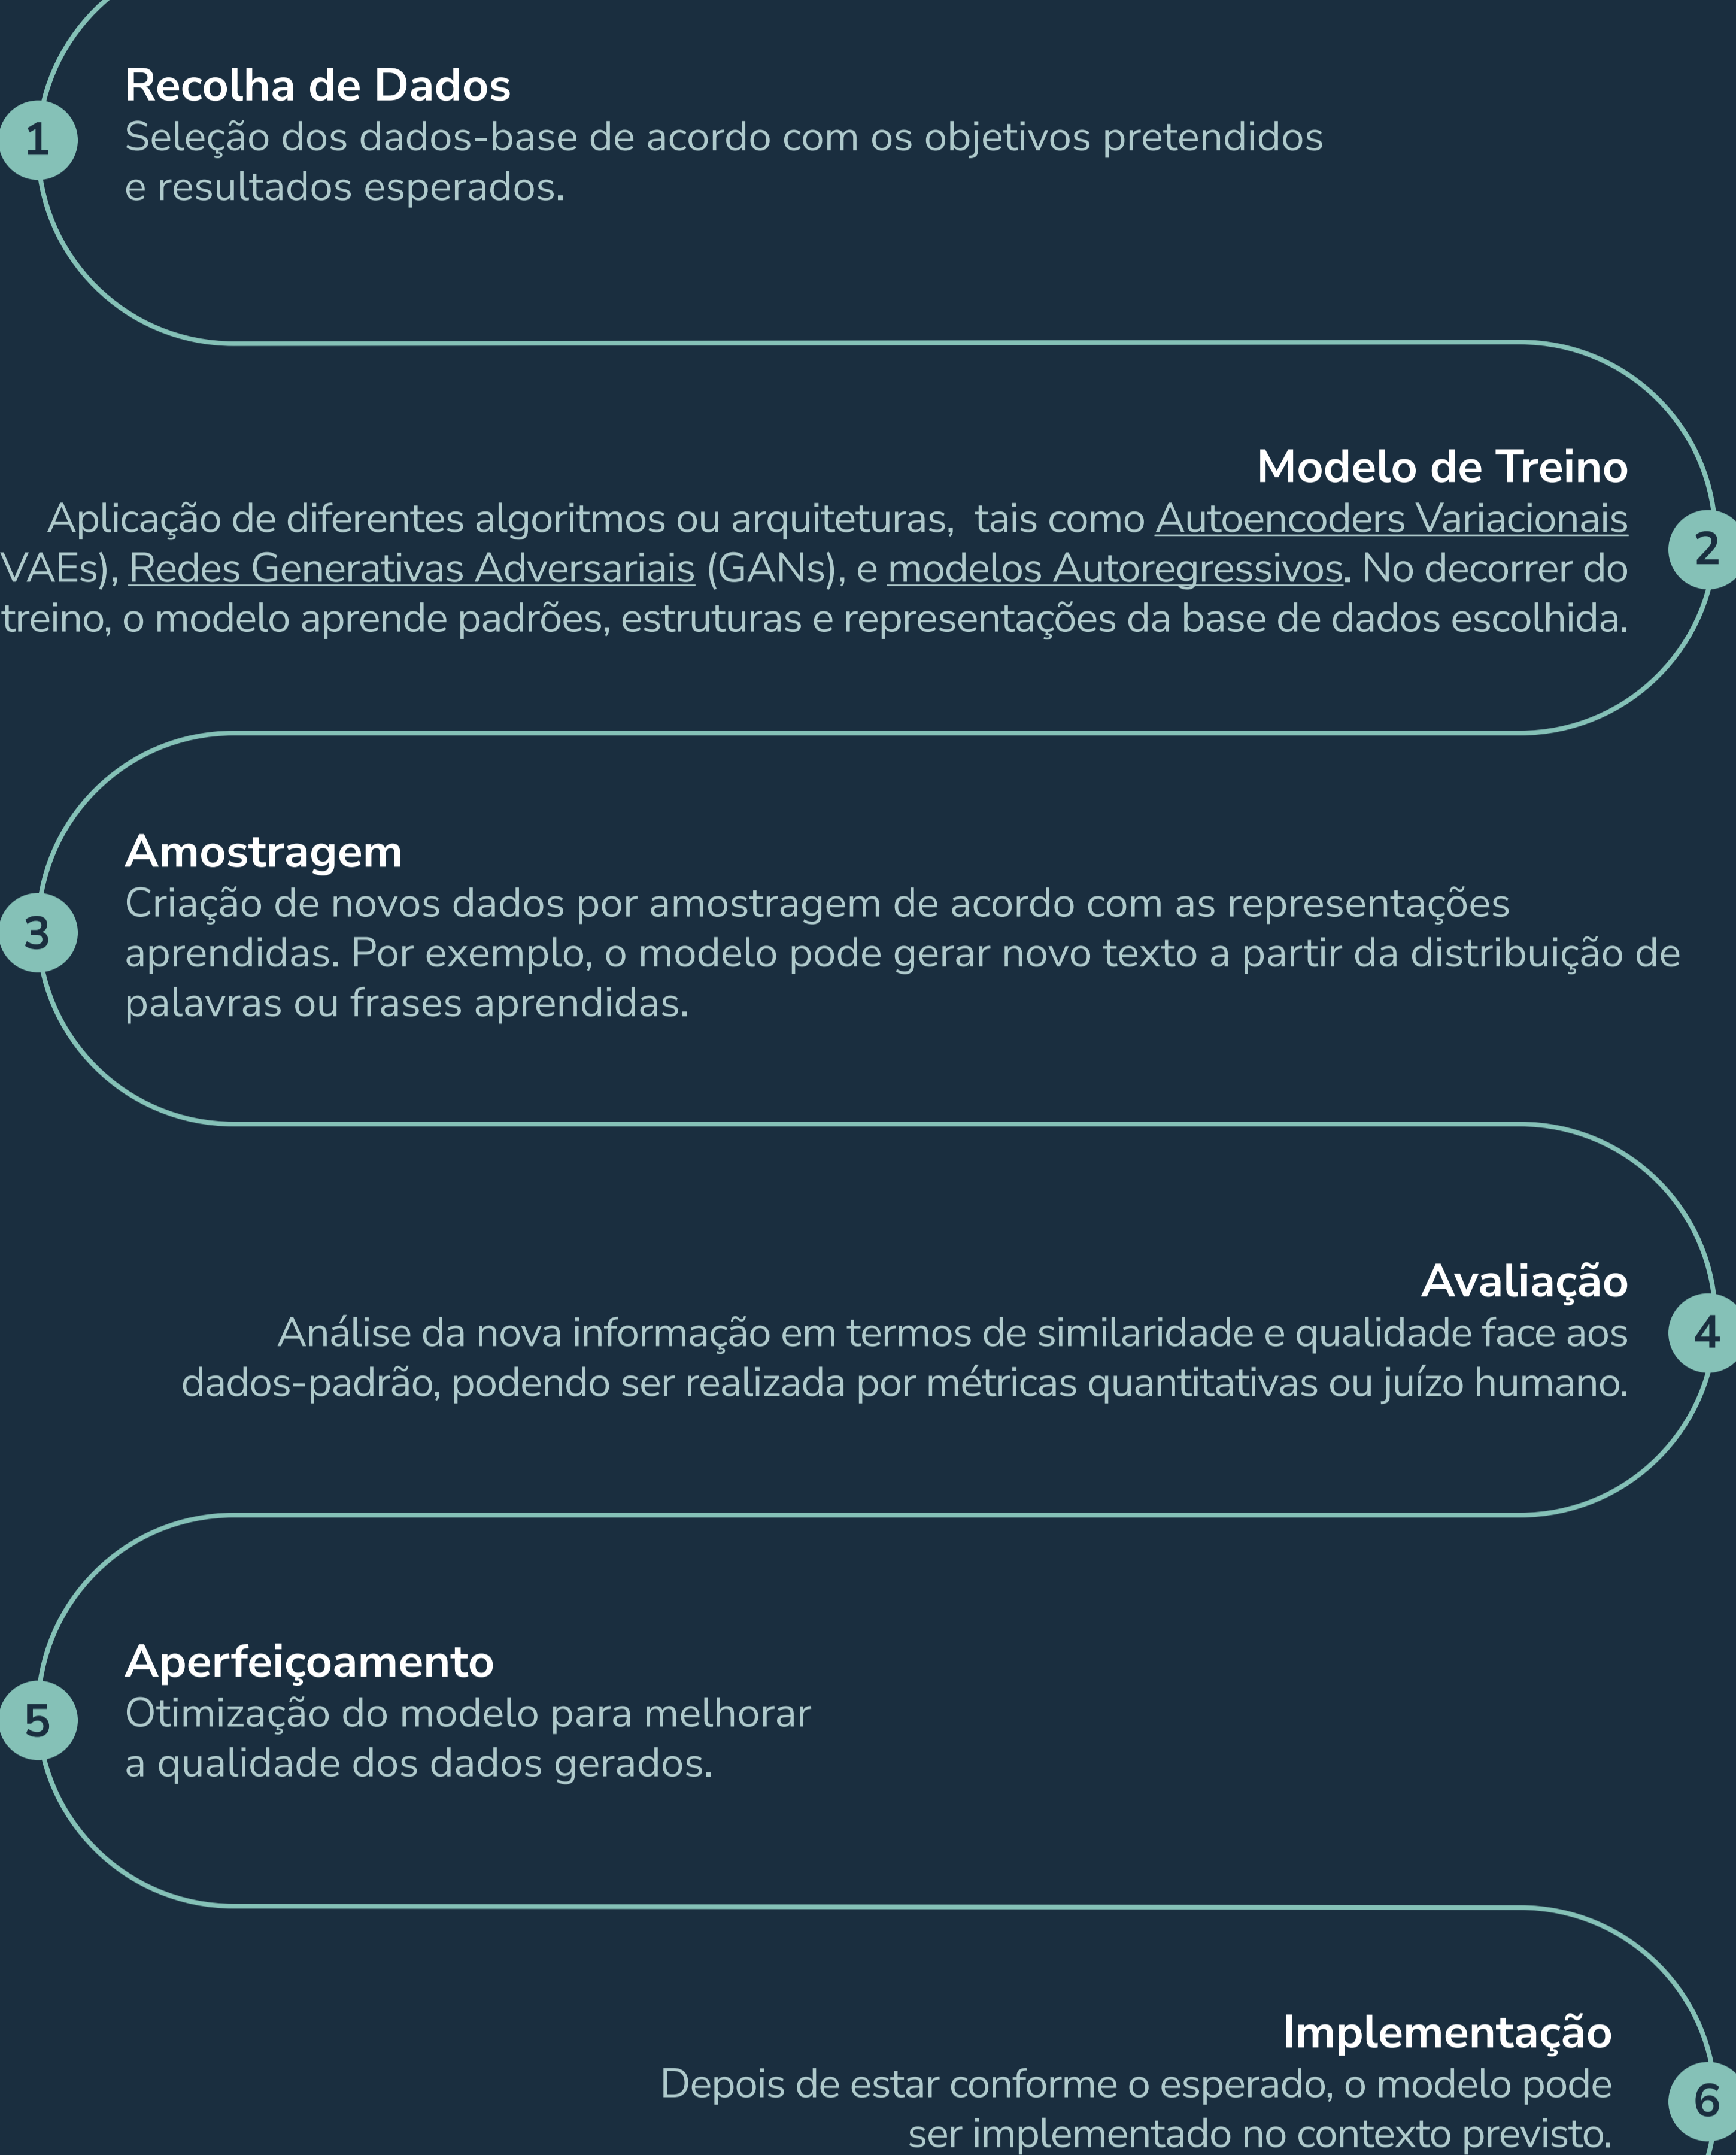 Recolha de Dados
1
Seleção dos dados-base de acordo com os objetivos pretendidos
e resultados esperados.
Modelo de Treino
Aplicação de diferentes algoritmos ou arquiteturas,  tais como Autoencoders Variacionais
2
VAEs), Redes Generativas Adversariais (GANs), e modelos Autoregressivos. No decorrer do
treino, o modelo aprende padrões, estruturas e representações da base de dados escolhida.
Amostragem
Criação de novos dados por amostragem de acordo com as representações
3
aprendidas. Por exemplo, o modelo pode gerar novo texto a partir da distribuição de
palavras ou frases aprendidas.
Avaliação
Análise da nova informação em termos de similaridade e qualidade face aos
4
dados-padrão, podendo ser realizada por métricas quantitativas ou juízo humano.
Aperfeiçoamento
5
Otimização do modelo para melhorar
a qualidade dos dados gerados.
Implementação
Depois de estar conforme o esperado, o modelo pode
6
ser implementado no contexto previsto.